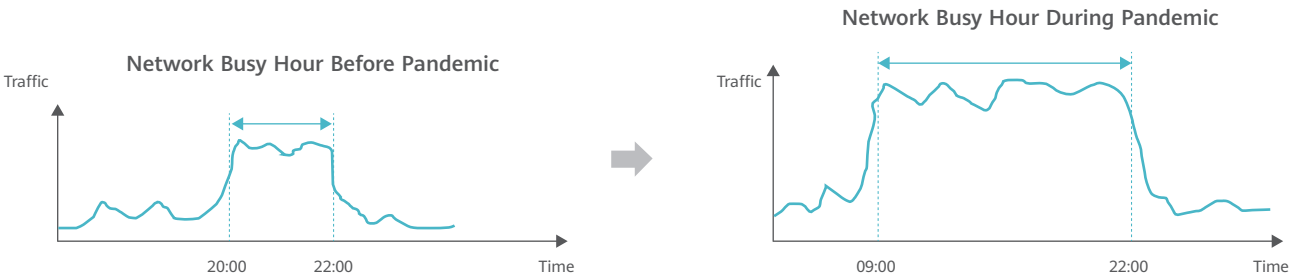 Network Busy Hour Before Pandemic
Traffic
20:00
22:00
Time
Network Busy Hour During Pandemic
Traffic
09:00
22:00
Time